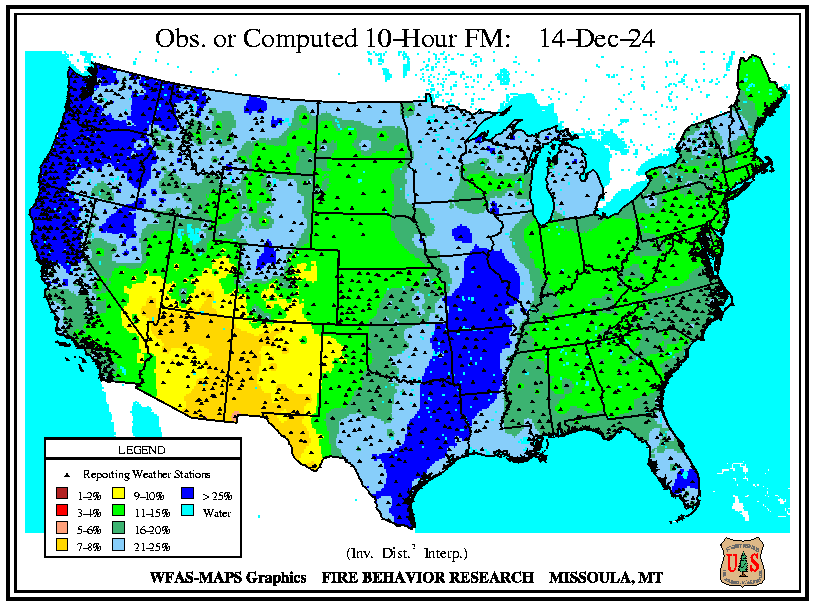 Obs. or Computed 10-Hour FM: 14-Dec-24
LEGEND
Reporting Weather Stations
1-2% 9-10% > 25%
3-4% 11-15% Water
5-6% 16-20%
7-8% 21-25%
(Inv. Dist.² Interp.)
WFAS-MAPS Graphics FIRE BEHAVIOR RESEARCH MISSOULA, MT
U S